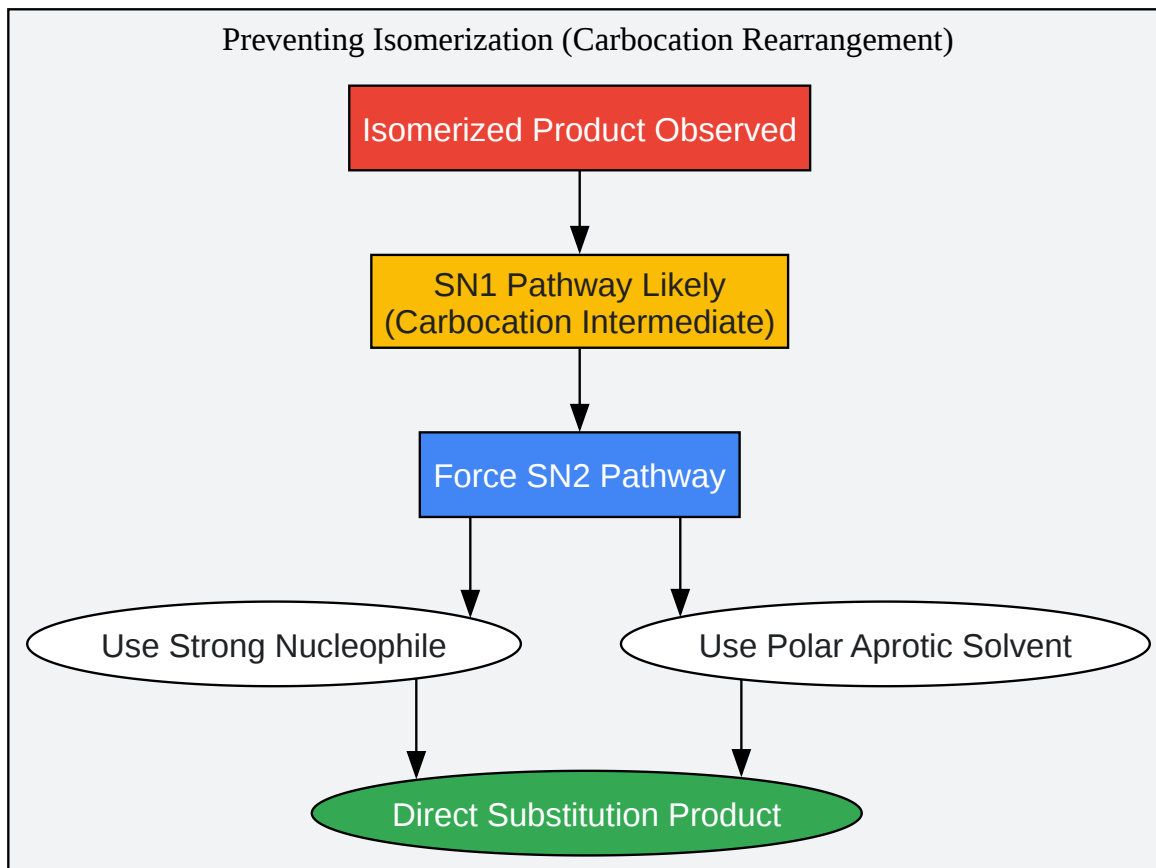 Preventing Isomerization (Carbocation Rearrangement)
Isomerized Product Observed
SN1 Pathway Likely
(Carbocation Intermediate)
Force SN2 Pathway
Use Strong Nucleophile
Use Polar Aprotic Solvent
Direct Substitution Product